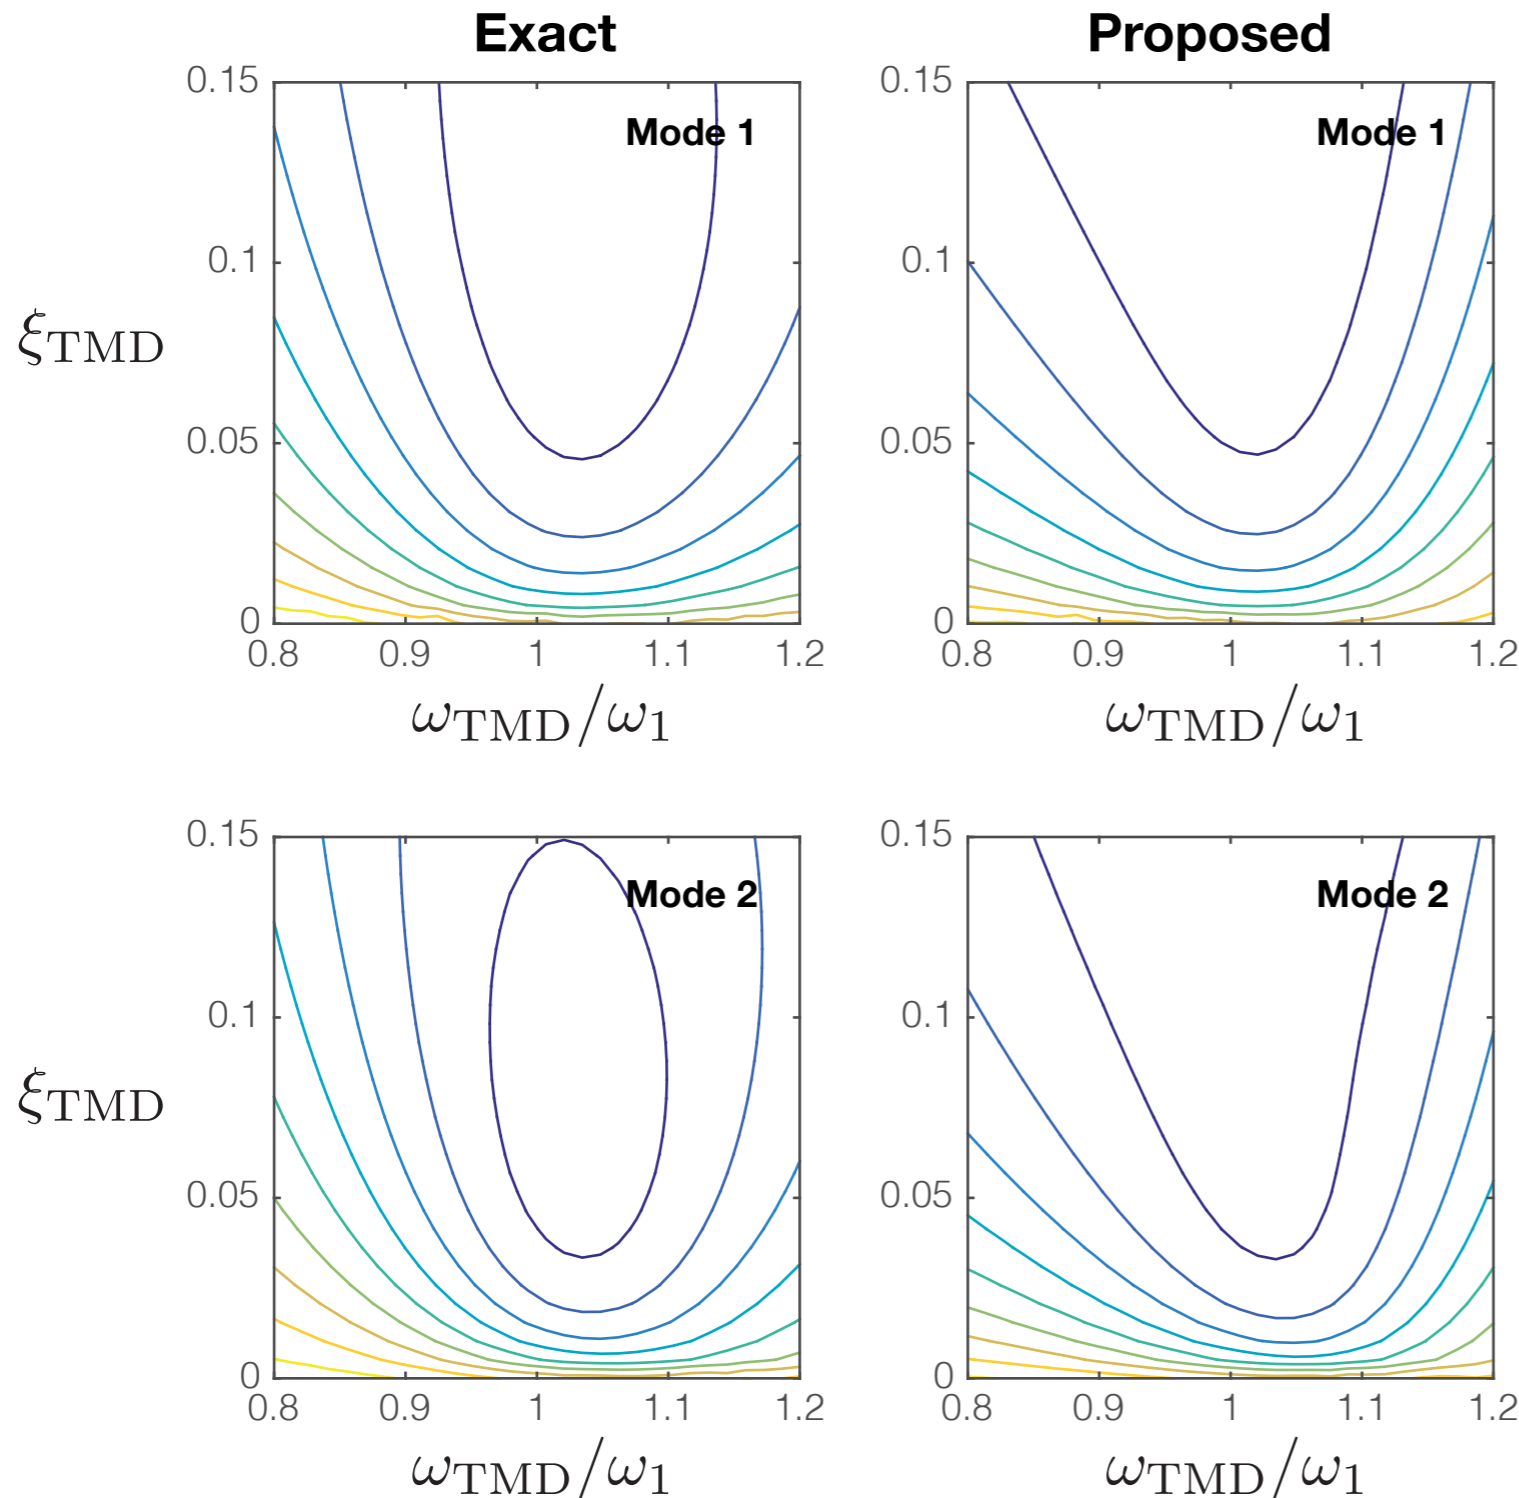 Exact Proposed
0.15 0.15
Mode 1 Mode 1
0.1 0.1
ξTMD
0.05 0.05
0 0
0.8 0.9 1 1.1 1.2 0.8 0.9 1 1.1 1.2
ωTMD/ω1 ωTMD/ω1
0.15 0.15
Mode 2 Mode 2
0.1 0.1
ξTMD
0.05 0.05
0 0
0.8 0.9 1 1.1 1.2 0.8 0.9 1 1.1 1.2
ωTMD/ω1 ωTMD/ω1